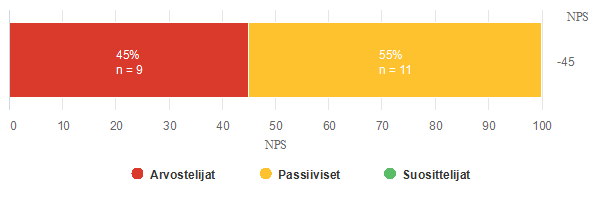 NPS
45%
n = 9
55%
n = 11
-45
0 10 20 30 40 50 60 70 80 90 100
NPS
Arvostelijat Passiiviset Suosittelijat